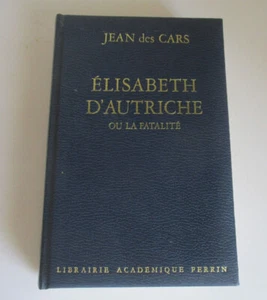 JEAN des CARS
ÉLISABETH
D'AUTRICHE
OU LA FATALITÉ
LIBRAIRIE ACADÉMIQUE PERRIN